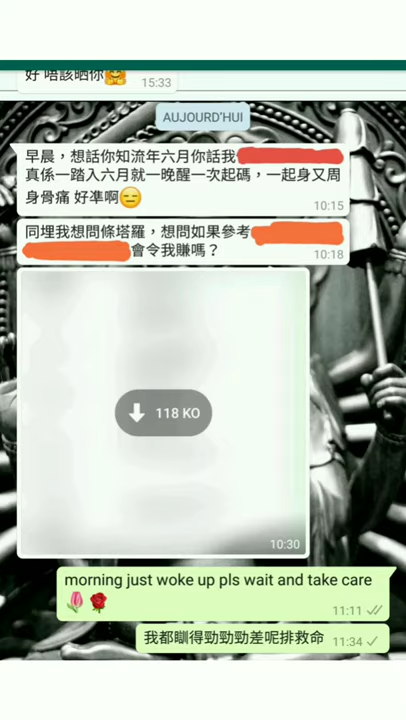 好 唔該晒你🤗
15:33
AUJOURD'HUI
早晨，想話你知流年六月你話我
真係一踏入六月就一晚醒一次起碼，一起身又周
身骨痛 好準啊😑
10:15
同埋我想問條塔羅，想問如果參考
會令我賺嗎？
10:18
118 KO
10:30
morning just woke up pls wait and take care
🌷🌹
11:11
我都瞓得勁勁勁差呢排救命
11:34